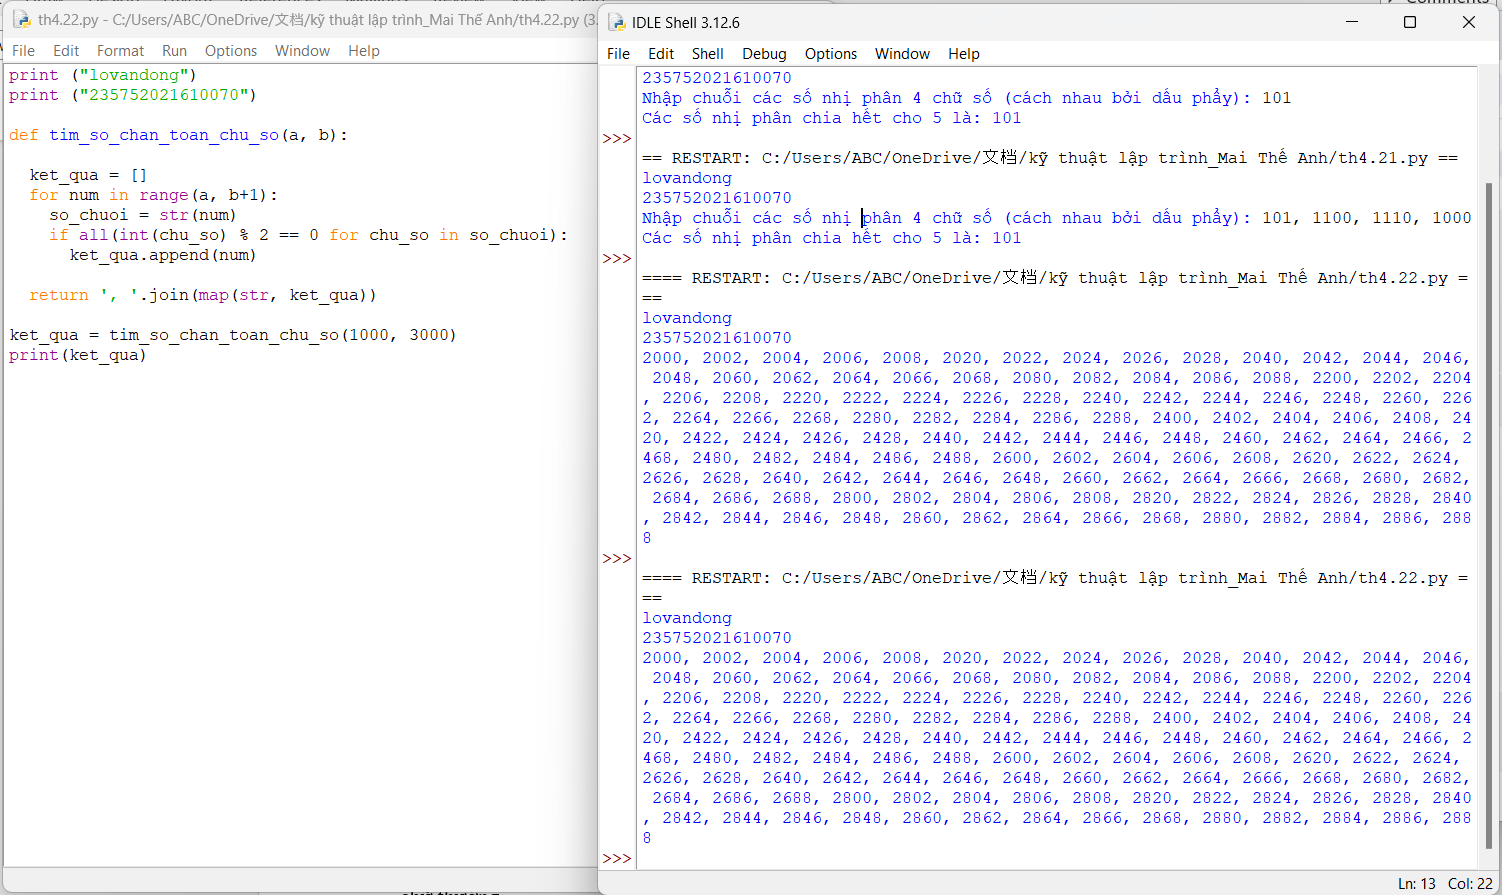 th4.22.py - C:/Users/ABC/OneDrive/文档/kỹ thuật lập trình_Mai Thế Anh/th4.22.py (3.
File Edit Format Run Options Window Help
print ("lovandong")
print ("235752021610070")
def tim_so_chan_toan_chu_so(a, b):
ket_qua = []
for num in range(a, b+1):
so_chuoi = str(num)
if all(int(chu_so) % 2 == 0 for chu_so in so_chuoi):
ket_qua.append(num)
return ', '.join(map(str, ket_qua))
ket_qua = tim_so_chan_toan_chu_so(1000, 3000)
print(ket_qua)
IDLE Shell 3.12.6
File Edit Shell Debug Options Window Help
235752021610070
Nhập chuỗi các số nhị phân 4 chữ số (cách nhau bởi dấu phẩy): 101
Các số nhị phân chia hết cho 5 là: 101
>>>
== RESTART: C:/Users/ABC/OneDrive/文档/kỹ thuật lập trình_Mai Thế Anh/th4.21.py ==
lovandong
235752021610070
Nhập chuỗi các số nhị phân 4 chữ số (cách nhau bởi dấu phẩy): 101, 1100, 1110, 1000
Các số nhị phân chia hết cho 5 là: 101
>>>
==== RESTART: C:/Users/ABC/OneDrive/文档/kỹ thuật lập trình_Mai Thế Anh/th4.22.py =
==
lovandong
235752021610070
2000, 2002, 2004, 2006, 2008, 2020, 2022, 2024, 2026, 2028, 2040, 2042, 2044, 2046,
2048, 2060, 2062, 2064, 2066, 2068, 2080, 2082, 2084, 2086, 2088, 2200, 2202, 2204
, 2206, 2208, 2220, 2222, 2224, 2226, 2228, 2240, 2242, 2244, 2246, 2248, 2260, 226
2, 2264, 2266, 2268, 2280, 2282, 2284, 2286, 2288, 2400, 2402, 2404, 2406, 2408, 24
20, 2422, 2424, 2426, 2428, 2440, 2442, 2444, 2446, 2448, 2460, 2462, 2464, 2466, 2
468, 2480, 2482, 2484, 2486, 2488, 2600, 2602, 2604, 2606, 2608, 2620, 2622, 2624,
2626, 2628, 2640, 2642, 2644, 2646, 2648, 2660, 2662, 2664, 2666, 2668, 2680, 2682,
2684, 2686, 2688, 2800, 2802, 2804, 2806, 2808, 2820, 2822, 2824, 2826, 2828, 2840
, 2842, 2844, 2846, 2848, 2860, 2862, 2864, 2866, 2868, 2880, 2882, 2884, 2886, 288
8
>>>
==== RESTART: C:/Users/ABC/OneDrive/文档/kỹ thuật lập trình_Mai Thế Anh/th4.22.py =
==
lovandong
235752021610070
2000, 2002, 2004, 2006, 2008, 2020, 2022, 2024, 2026, 2028, 2040, 2042, 2044, 2046,
2048, 2060, 2062, 2064, 2066, 2068, 2080, 2082, 2084, 2086, 2088, 2200, 2202, 2204
, 2206, 2208, 2220, 2222, 2224, 2226, 2228, 2240, 2242, 2244, 2246, 2248, 2260, 226
2, 2264, 2266, 2268, 2280, 2282, 2284, 2286, 2288, 2400, 2402, 2404, 2406, 2408, 24
20, 2422, 2424, 2426, 2428, 2440, 2442, 2444, 2446, 2448, 2460, 2462, 2464, 2466, 2
468, 2480, 2482, 2484, 2486, 2488, 2600, 2602, 2604, 2606, 2608, 2620, 2622, 2624,
2626, 2628, 2640, 2642, 2644, 2646, 2648, 2660, 2662, 2664, 2666, 2668, 2680, 2682,
2684, 2686, 2688, 2800, 2802, 2804, 2806, 2808, 2820, 2822, 2824, 2826, 2828, 2840
, 2842, 2844, 2846, 2848, 2860, 2862, 2864, 2866, 2868, 2880, 2882, 2884, 2886, 288
8
>>>
Ln: 13 Col: 22